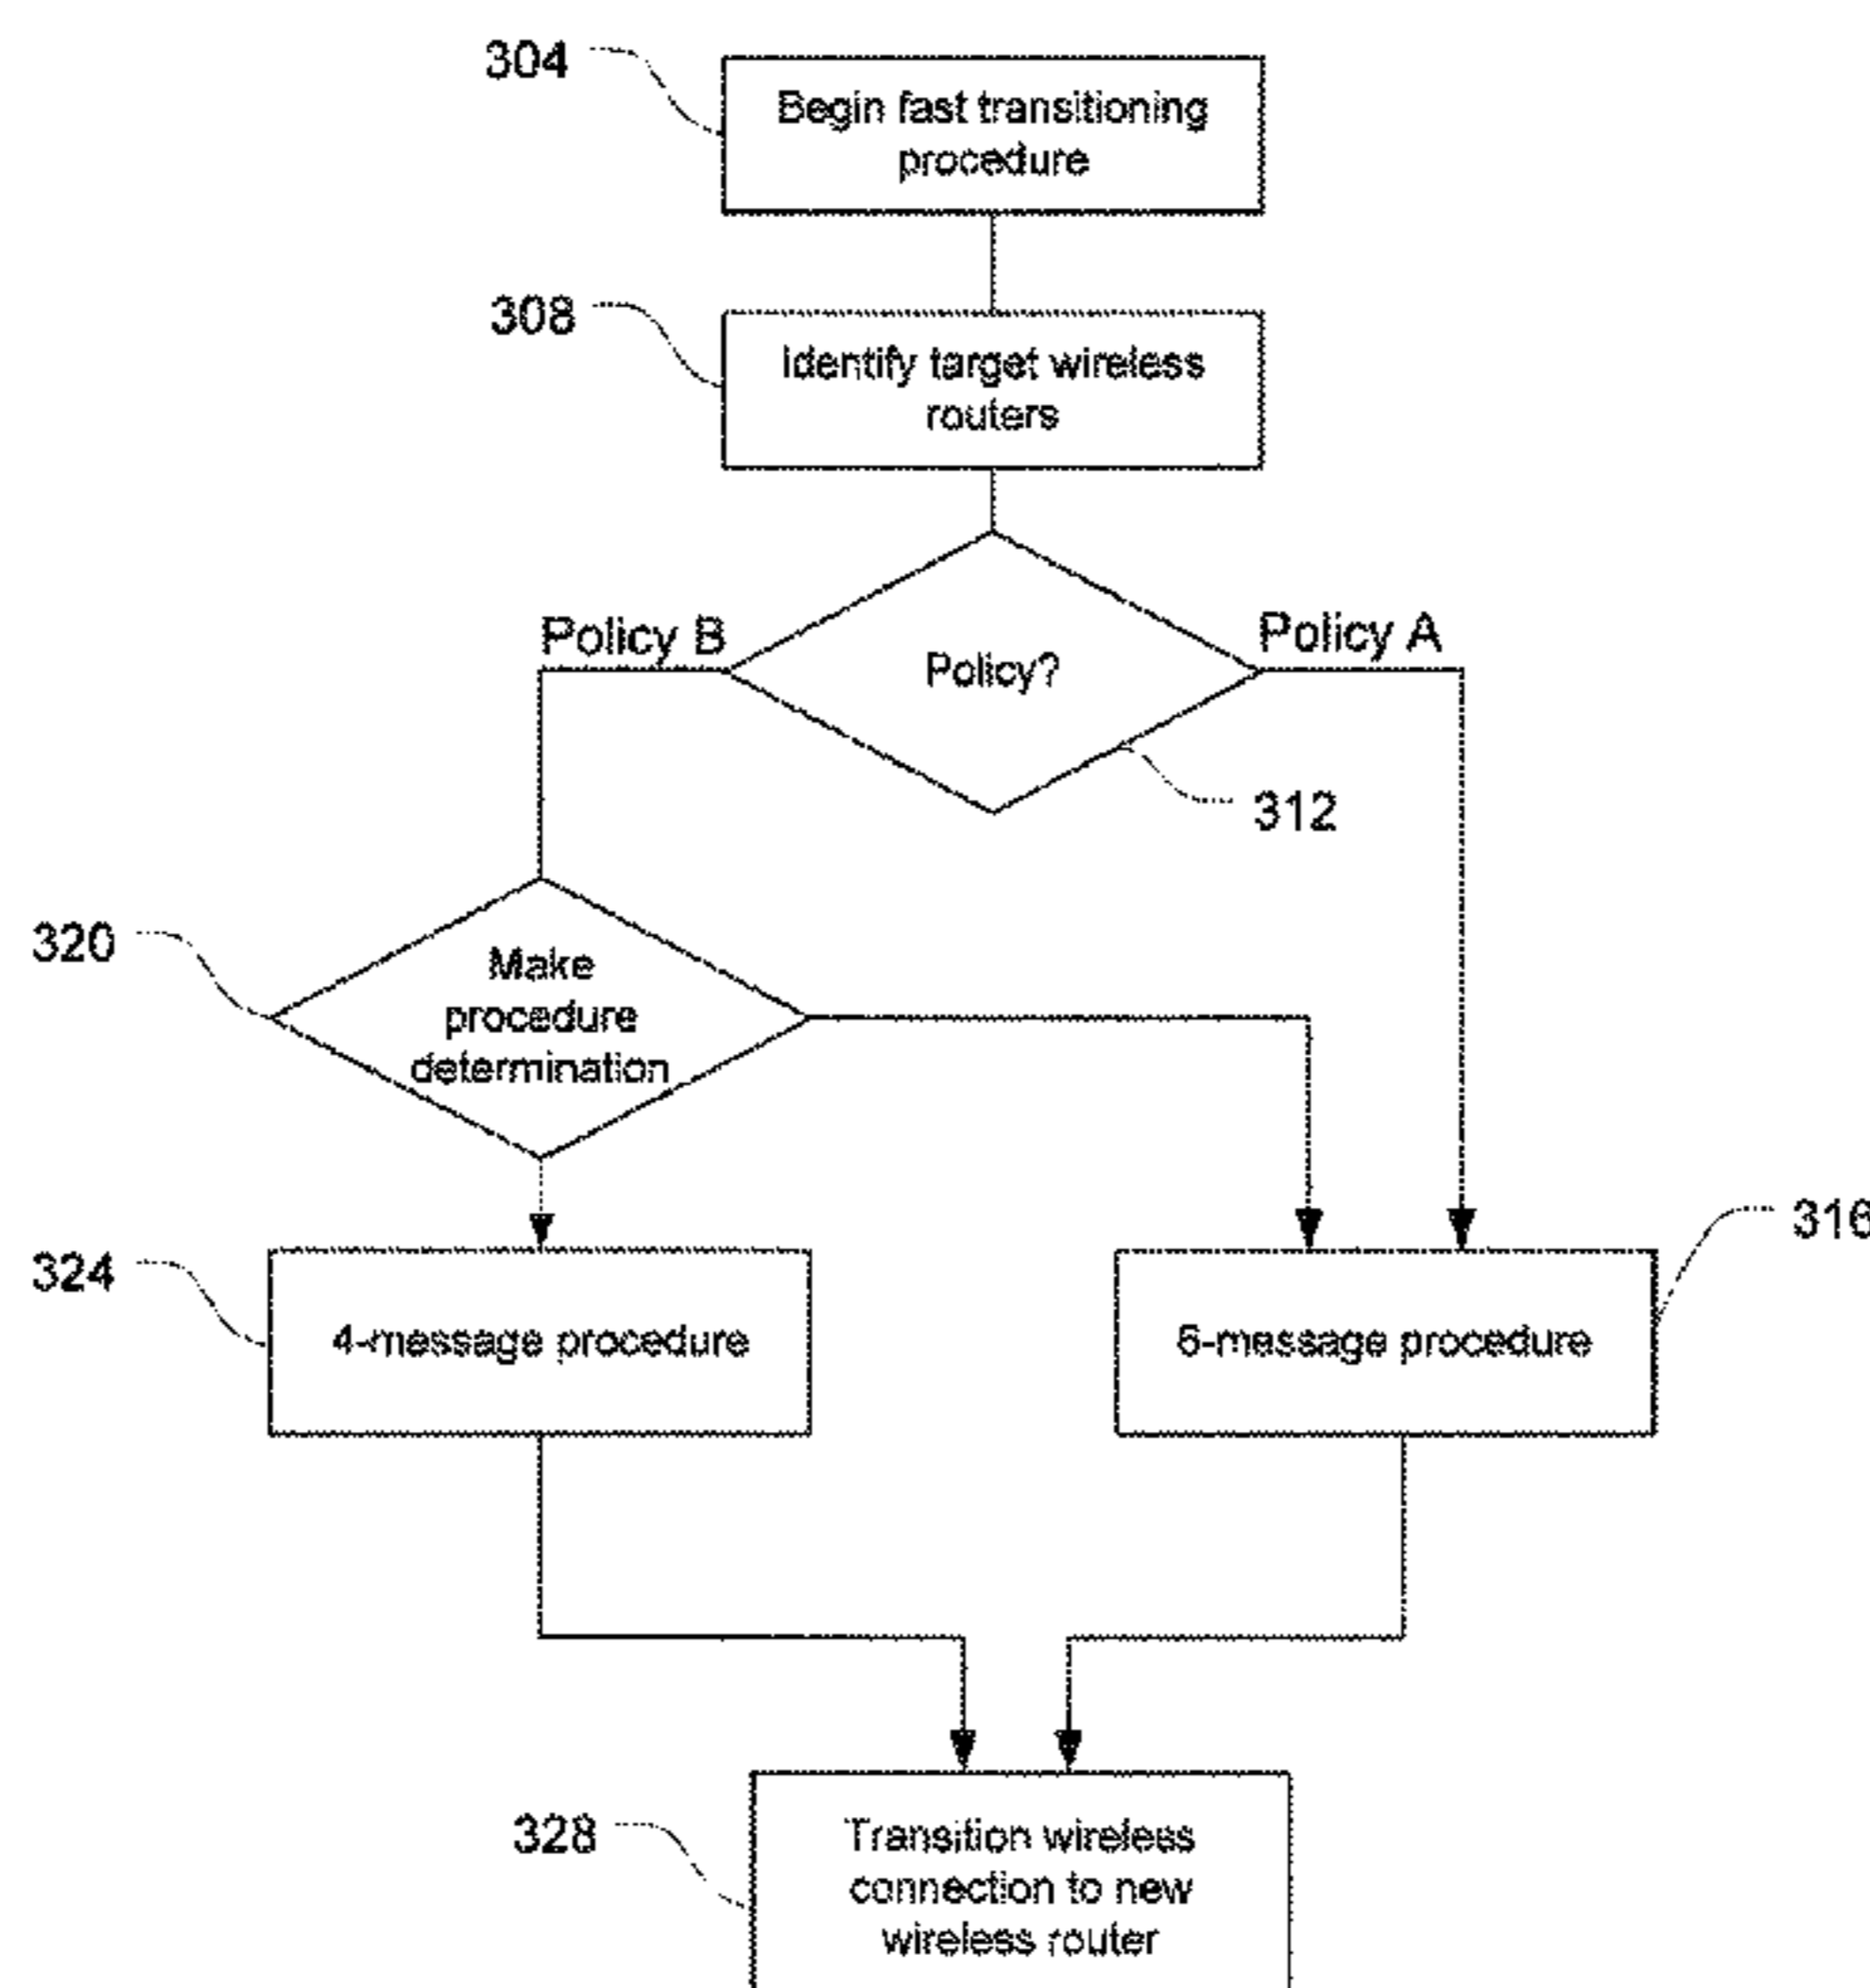 304
Begin fast transitioning
procedure
308
Identify target wireless
routers
Policy B
Policy?
Policy A
312
320
Make
procedure
determination
324
4-message procedure
6-message procedure
316
328
Transition wireless
connection to new
wireless router